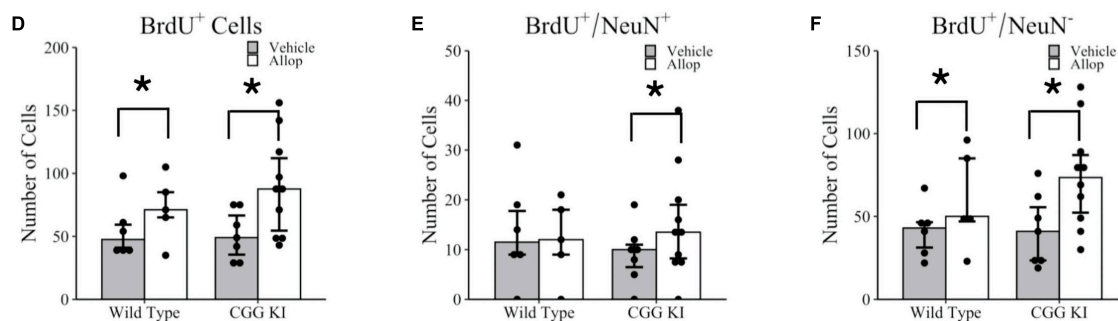 D
BrdU⁺ Cells
Vehicle
Allop
Number of Cells
200
150
100
50
0
*
*
Wild Type
CGG KI
E
BrdU⁺/NeuN⁺
Vehicle
Allop
Number of Cells
50
40
30
20
10
0
*
Wild Type
CGG KI
F
BrdU⁺/NeuN⁻
Vehicle
Allop
Number of Cells
150
100
50
0
*
*
Wild Type
CGG KI